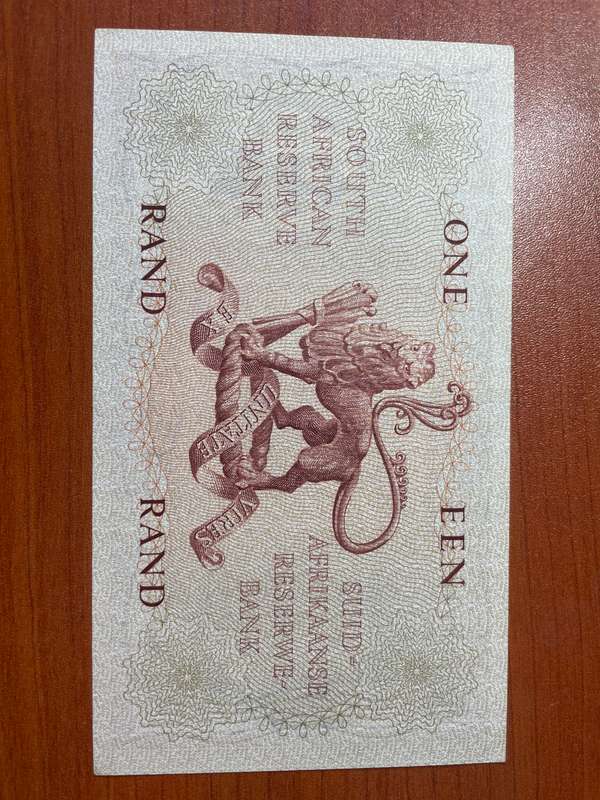 ONE
EEN
SOUTH
AFRICAN
RESERVE
BANK
SUID=
AFRIKAANSE
RESERWE=
BANK
EX UNITATE VIRES
RAND
RAND